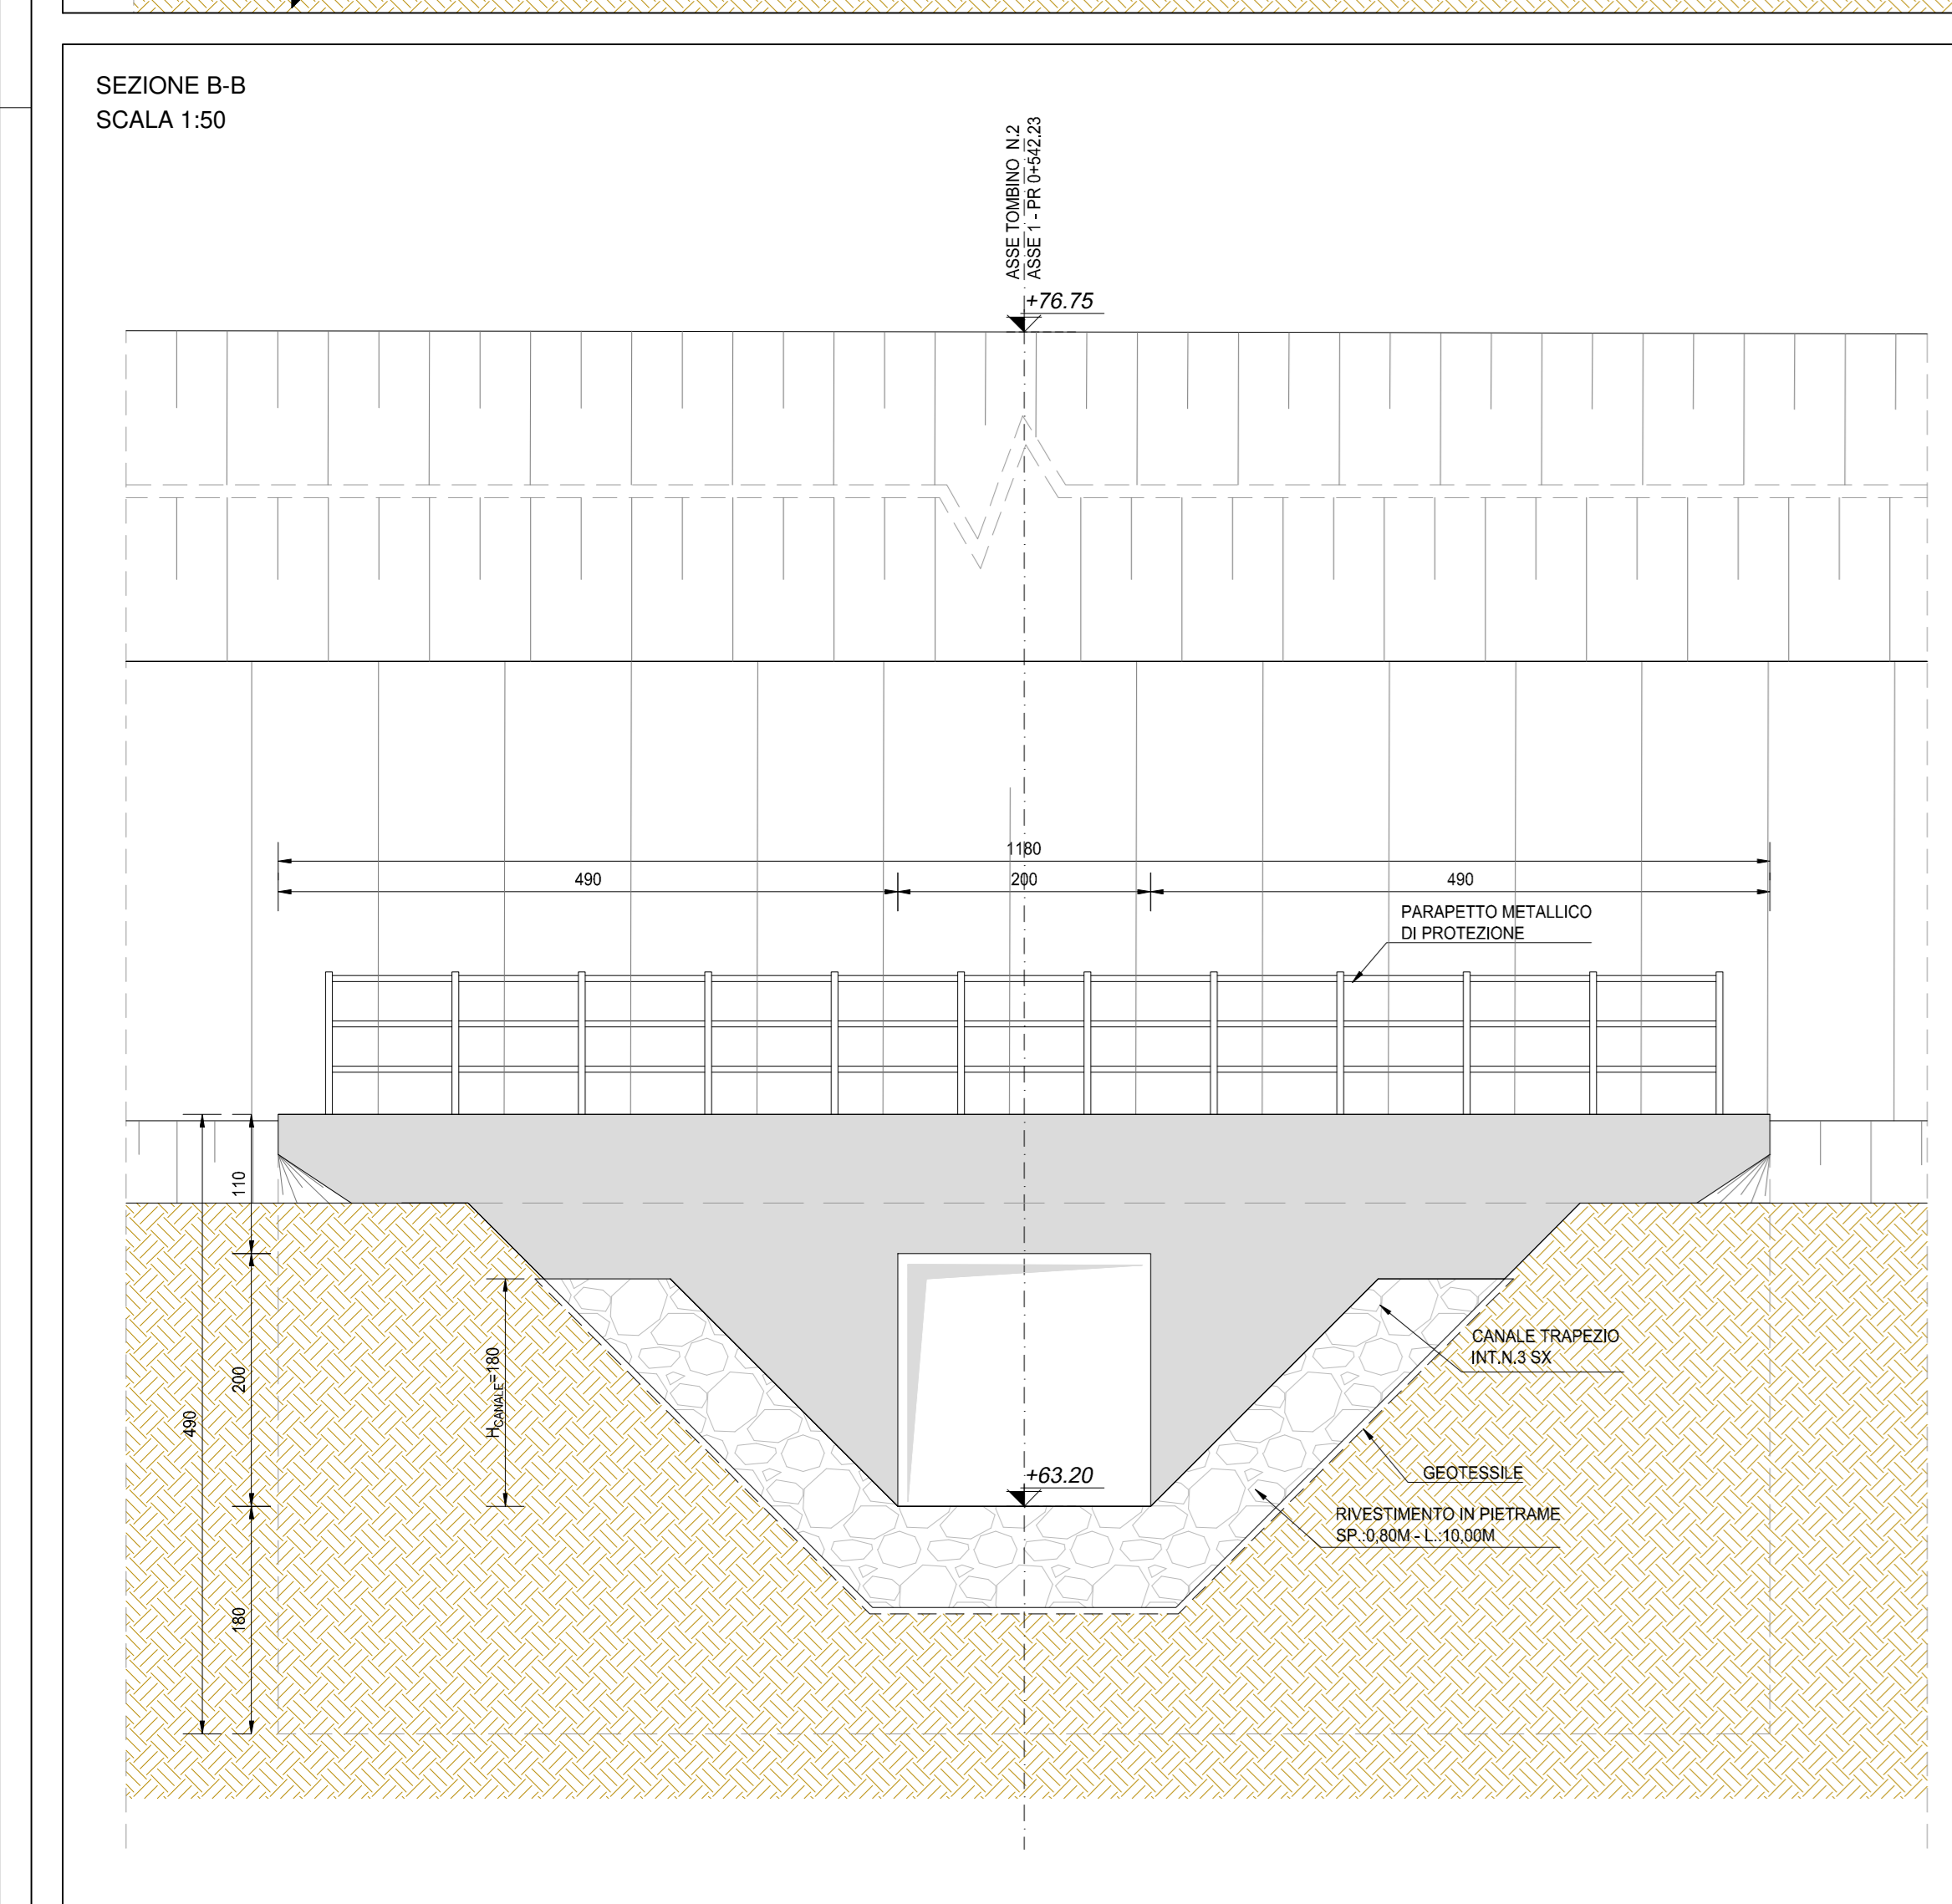 SEZIONE B-B
SCALA 1:50
ASSE TOMBINO N.2
ASSE 1 - PR 0+542.23
+76.75
1180
490
200
490
PARAPETTO METALLICO
DI PROTEZIONE
110
200
490
180
HCANALE=180
CANALE TRAPEZIO
INT.N.3 SX
+63.20
GEOTESSILE
RIVESTIMENTO IN PIETRAME
SP.:0,80M - L.:10,00M